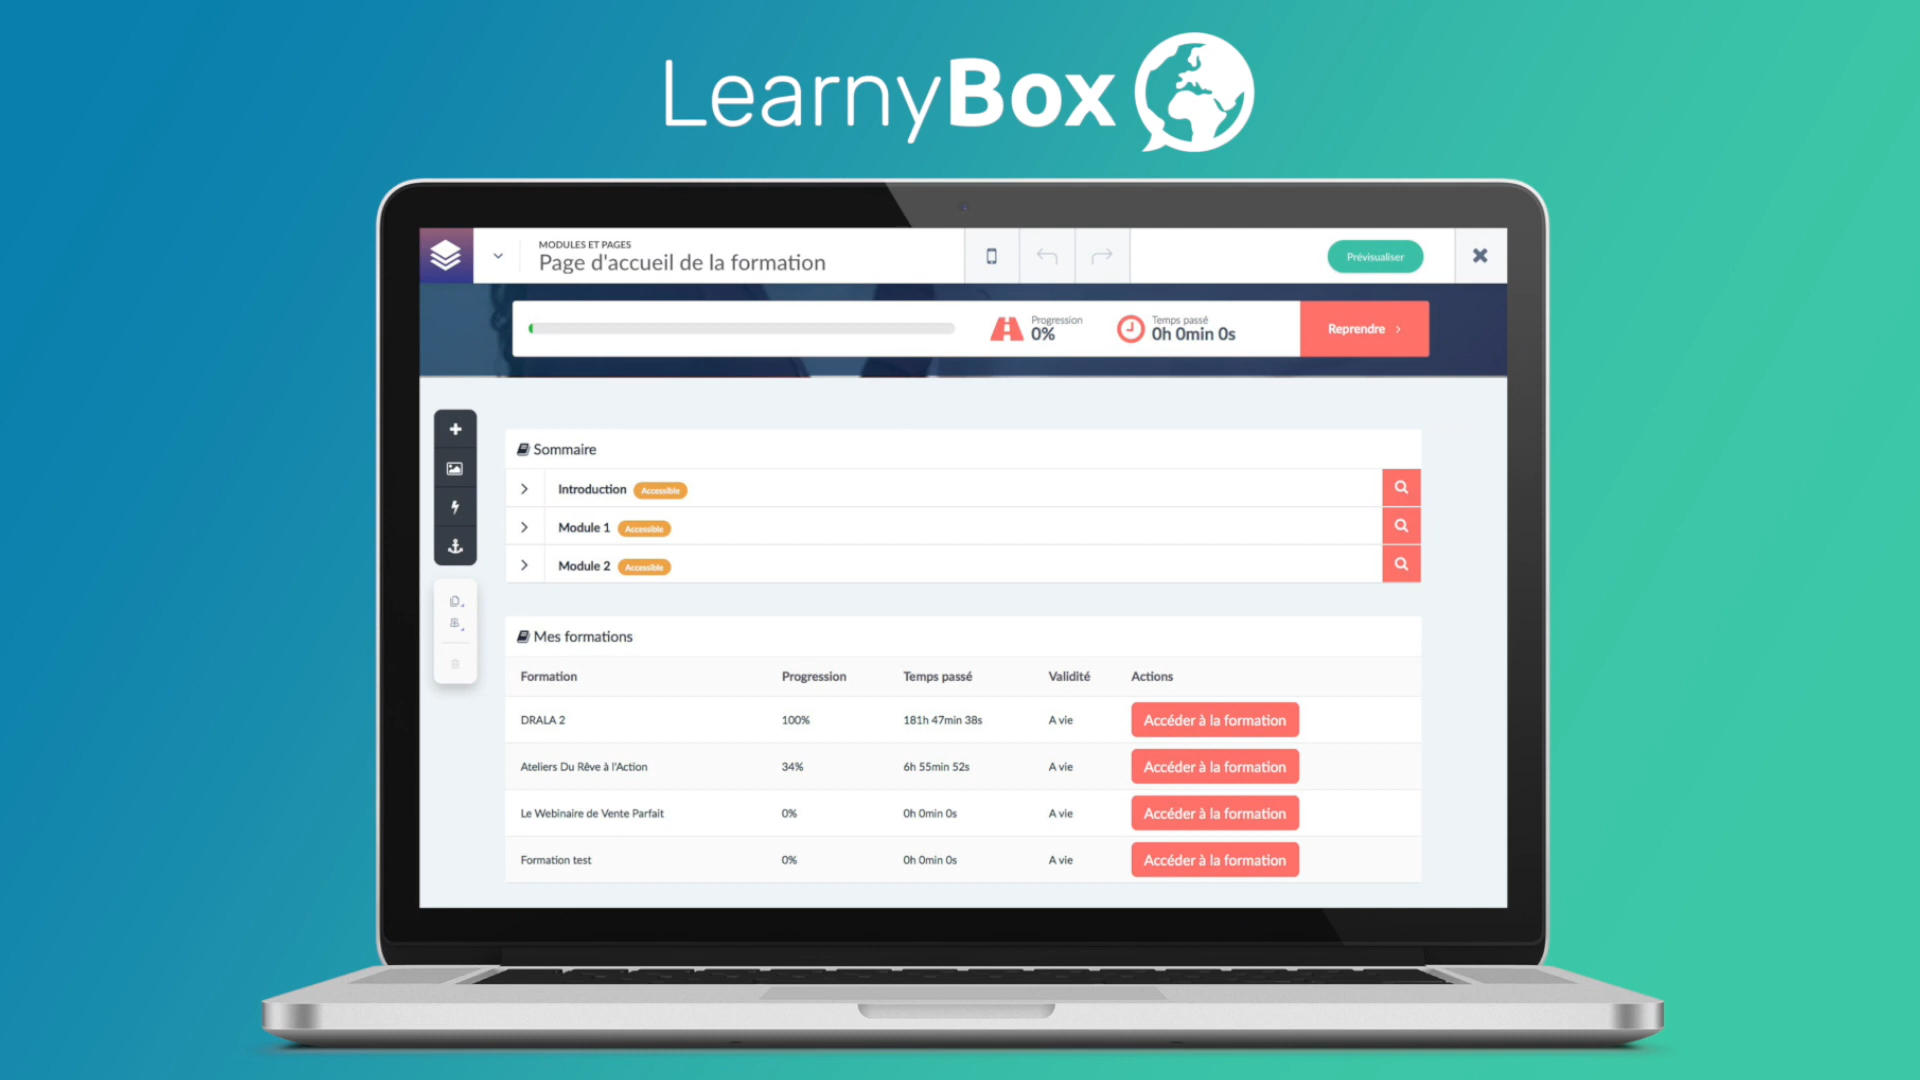 LearnyBox
MODULES ET PAGES
Page d'accueil de la formation
Prévisualiser
Progression
0%
Temps passé
0h 0min 0s
Reprendre
Sommaire
Introduction Accessible
Module 1 Accessible
Module 2 Accessible
Mes formations
Formation Progression Temps passé Validité Actions
DRALA 2 100% 181h 47min 38s A vie Accéder à la formation
Ateliers Du Rêve à l'Action 34% 6h 55min 52s A vie Accéder à la formation
Le Webinaire de Vente Parfait 0% 0h 0min 0s A vie Accéder à la formation
Formation test 0% 0h 0min 0s A vie Accéder à la formation